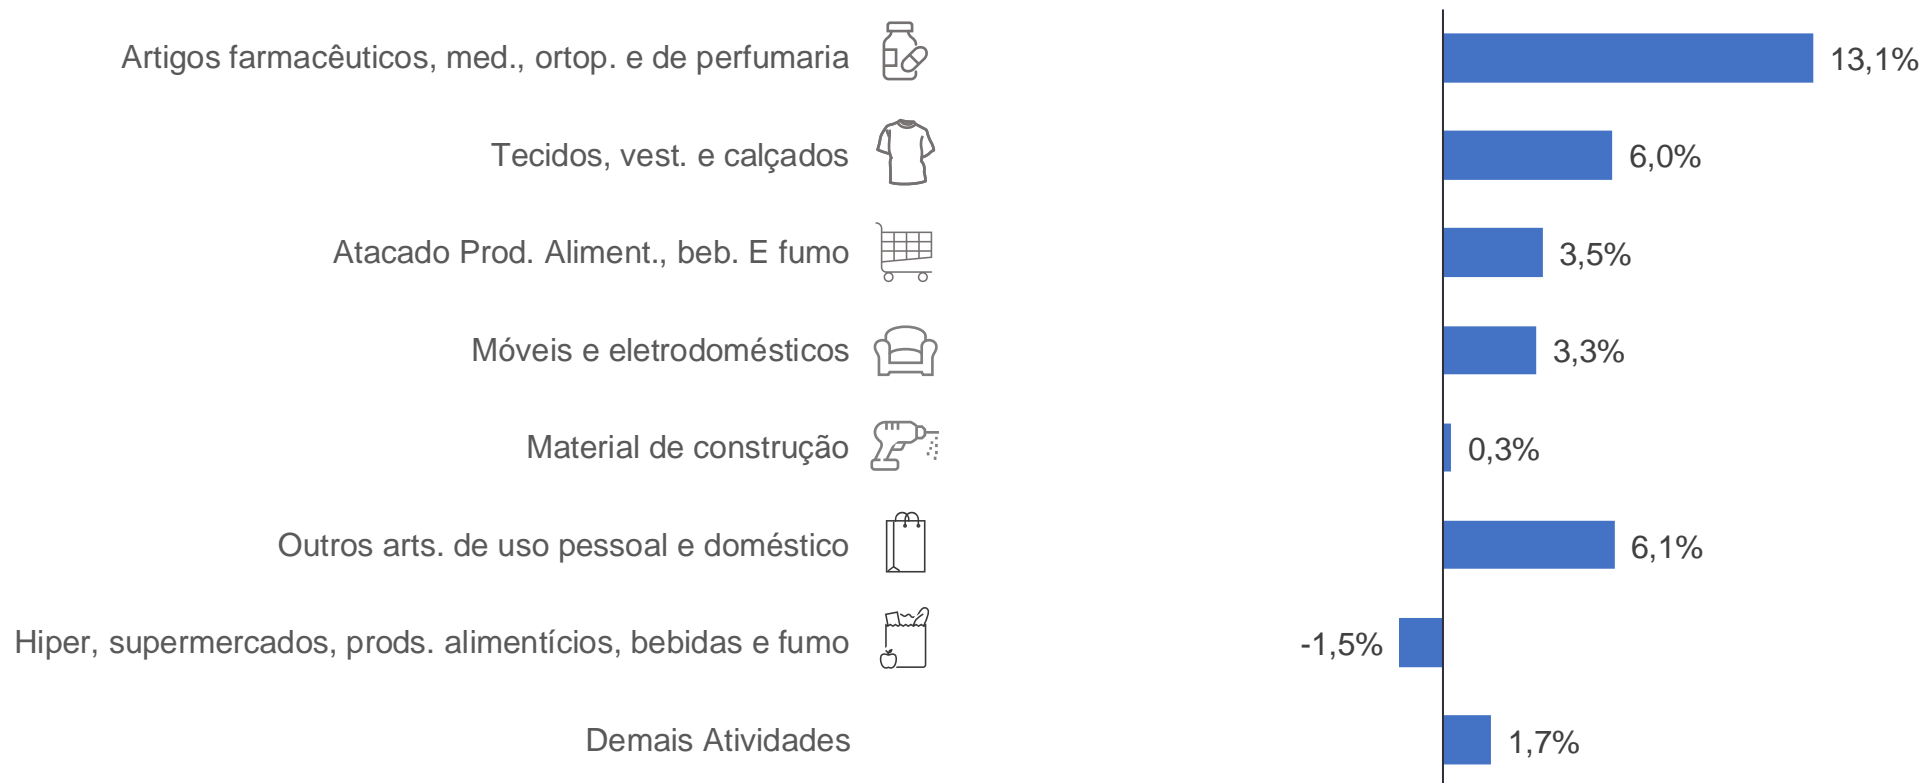 Artigos farmacêuticos, med., ortop. e de perfumaria 13,1%
Tecidos, vest. e calçados 6,0%
Atacado Prod. Aliment., beb. E fumo 3,5%
Móveis e eletrodomésticos 3,3%
Material de construção 0,3%
Outros arts. de uso pessoal e doméstico 6,1%
Hiper, supermercados, prods. alimentícios, bebidas e fumo -1,5%
Demais Atividades 1,7%